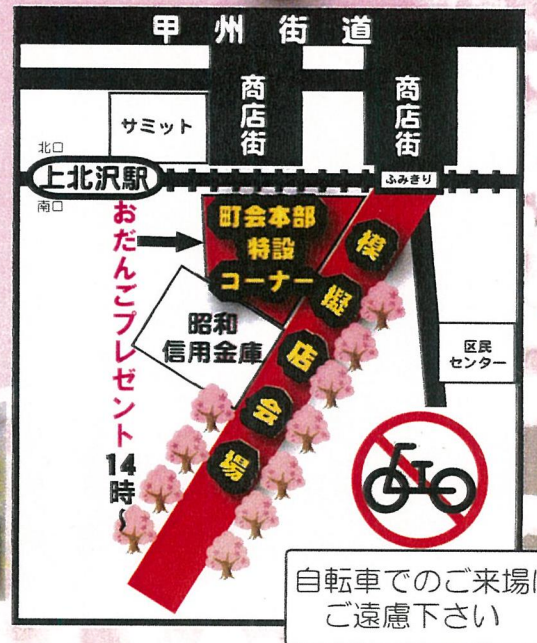 甲州街道
商店街
商店街
サミット
北口
上北沢駅
ふみきり
南口
町会本部
特設
コーナー
おだんごプレゼント
14時~
模擬店会場
昭和
信用金庫
区民
センター
自転車でのご来場は
ご遠慮下さい